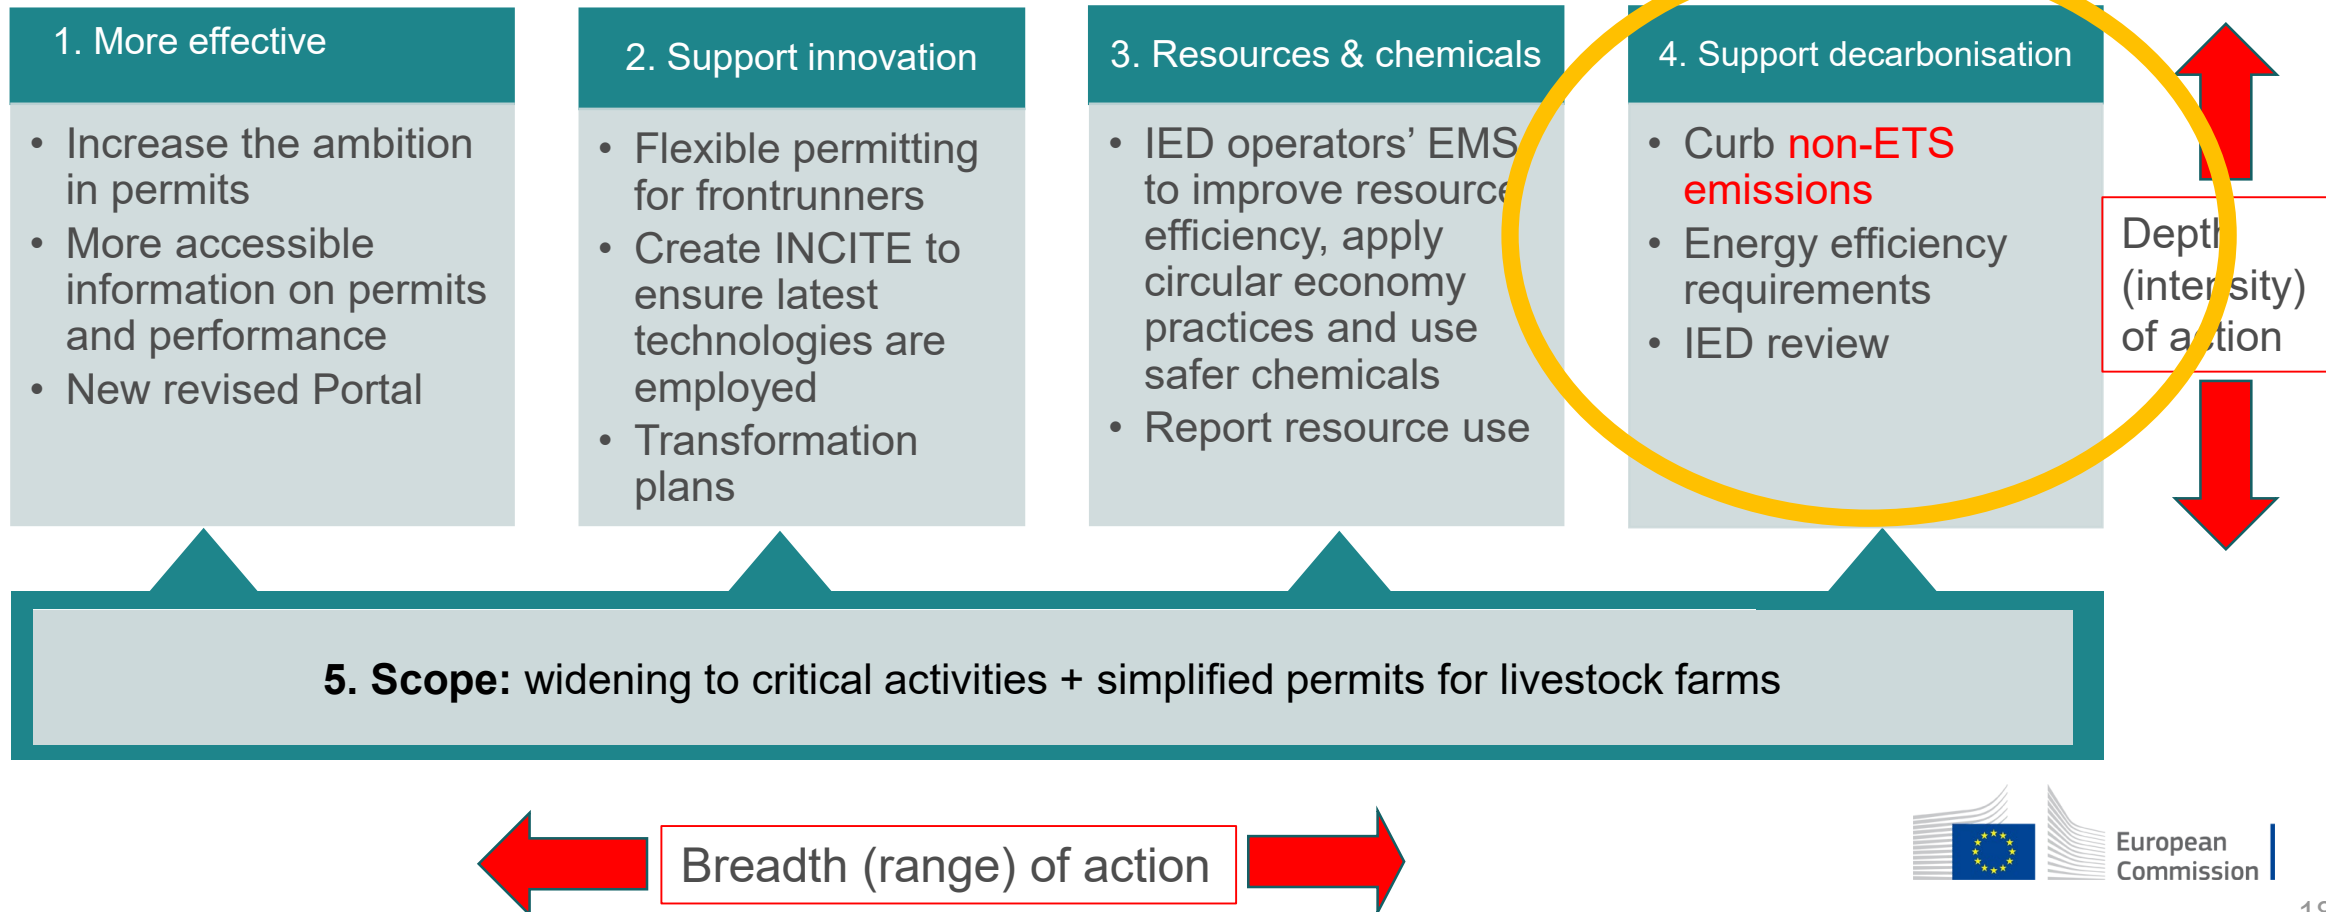 1. More effective
• Increase the ambition
in permits
• More accessible
information on permits
and performance
• New revised Portal
2. Support innovation
• Flexible permitting
for frontrunners
• Create INCITE to
ensure latest
technologies are
employed
• Transformation
plans
3. Resources & chemicals
• IED operators’ EMS
to improve resource
efficiency, apply
circular economy
practices and use
safer chemicals
• Report resource use
4. Support decarbonisation
• Curb non-ETS
emissions
• Energy efficiency
requirements
• IED review
Depth
(intensity)
of action
5. Scope: widening to critical activities + simplified permits for livestock farms
Breadth (range) of action
European
Commission